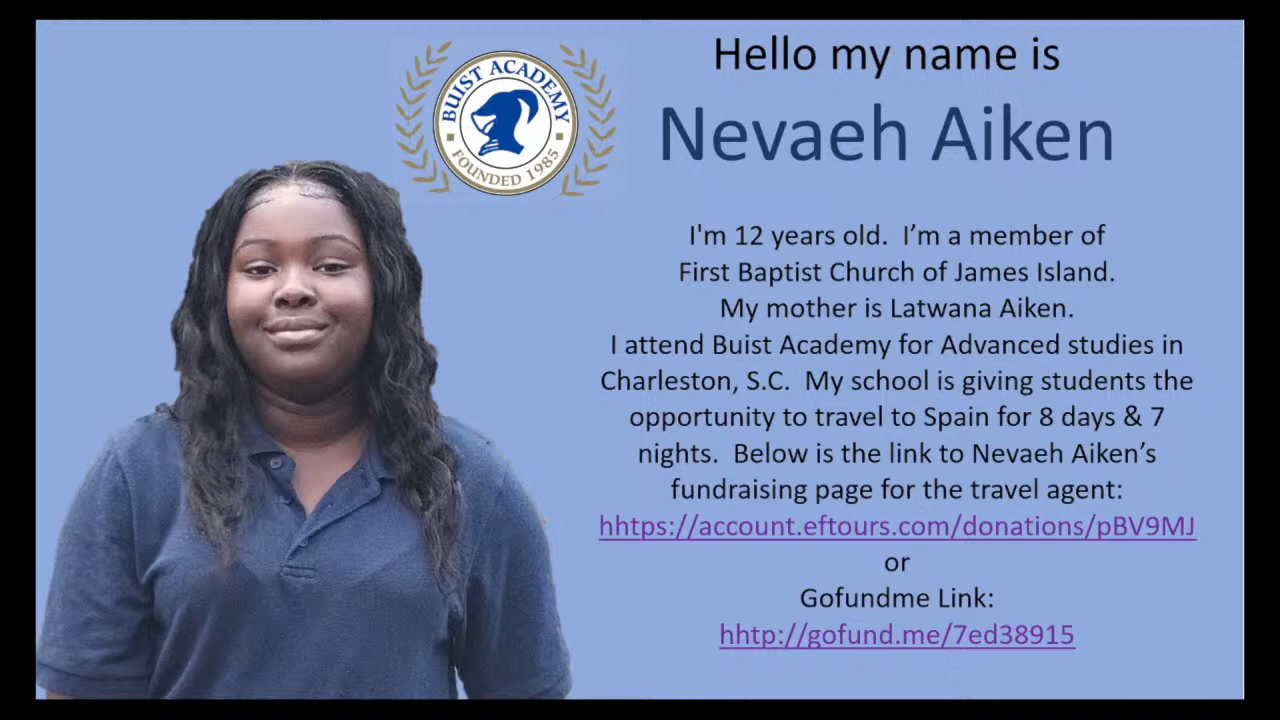 BUIST ACADEMY
FOUNDED 1985
Hello my name is
Nevaeh Aiken
I'm 12 years old.  I’m a member of
First Baptist Church of James Island.
My mother is Latwana Aiken.
I attend Buist Academy for Advanced studies in
Charleston, S.C.  My school is giving students the
opportunity to travel to Spain for 8 days & 7
nights.  Below is the link to Nevaeh Aiken’s
fundraising page for the travel agent:
hhtps://account.eftours.com/donations/pBV9MJ
or
Gofundme Link:
hhtp://gofund.me/7ed38915